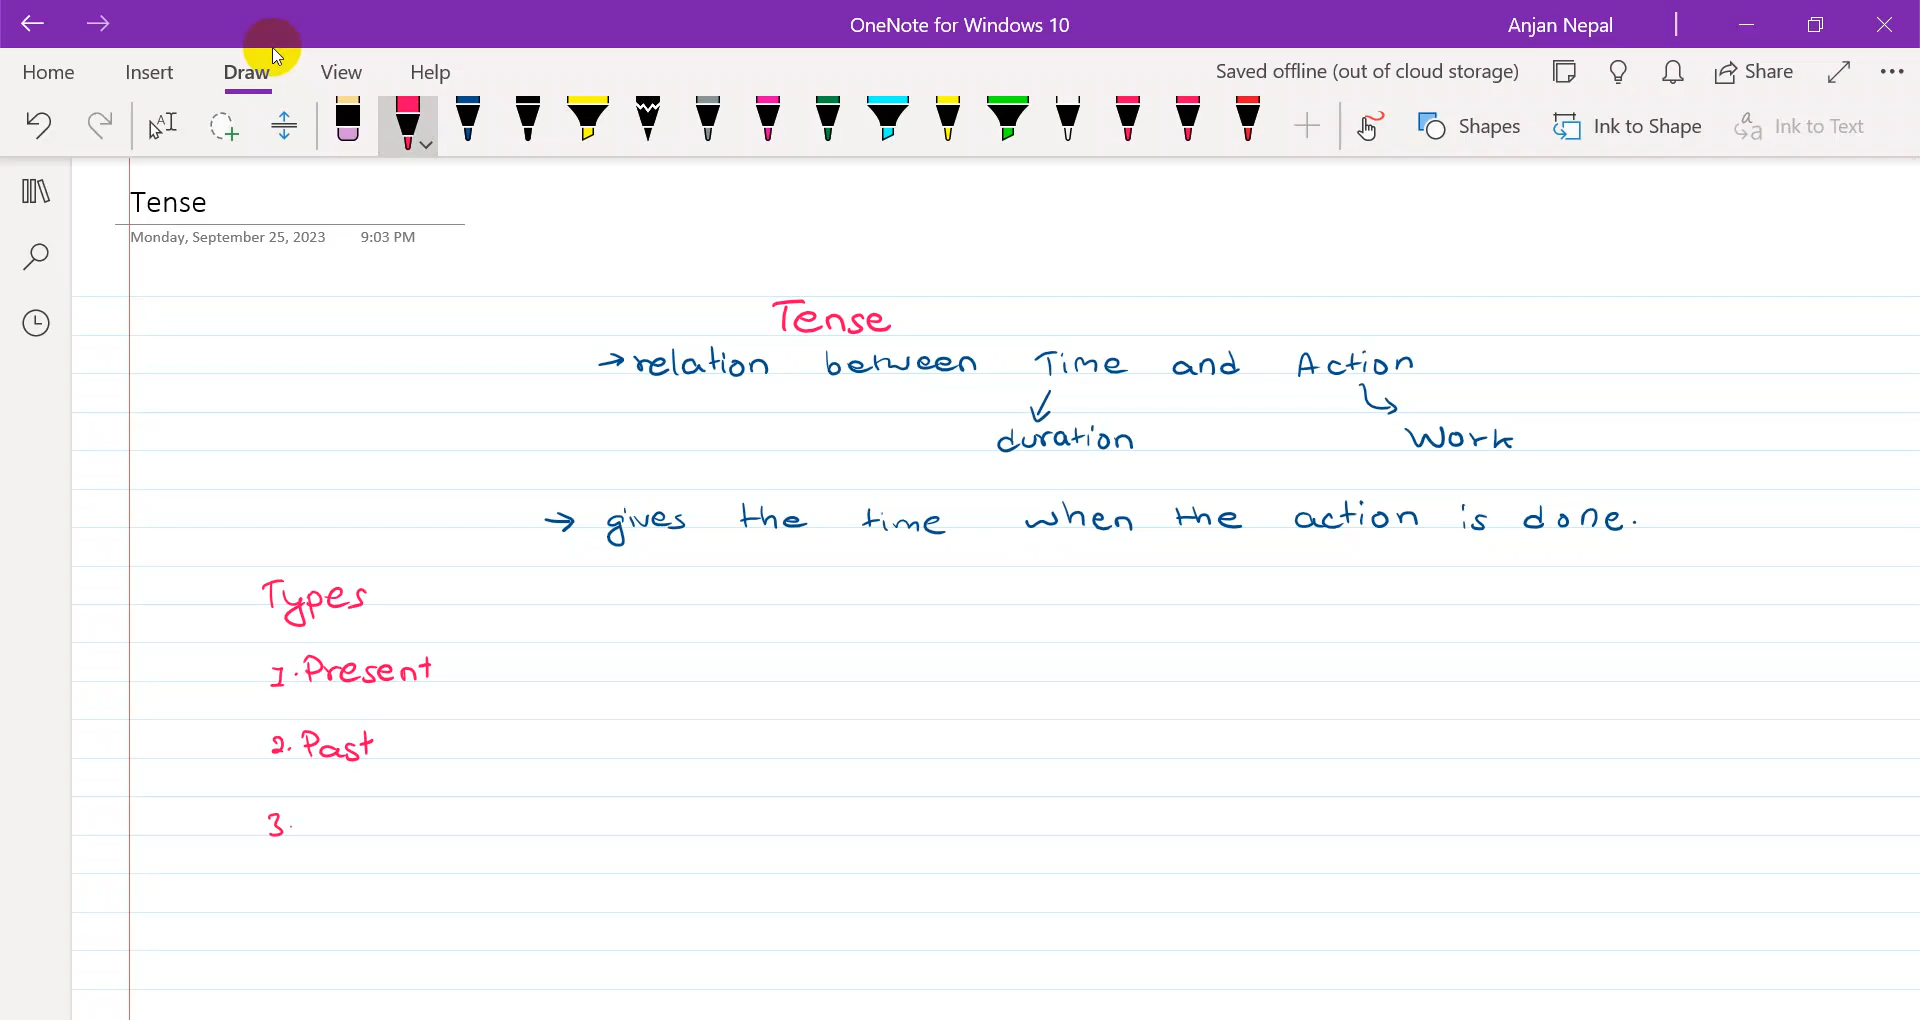 OneNote for Windows 10
Anjan Nepal
Home Insert Draw View Help
Saved offline (out of cloud storage)
Share
Shapes
Ink to Shape
Ink to Text
Tense
Monday, September 25, 2023 9:03 PM
Tense
→ relation between Time and Action
duration Work
→ gives the time when the action is done.
Types
1. Present
2. Past
3.